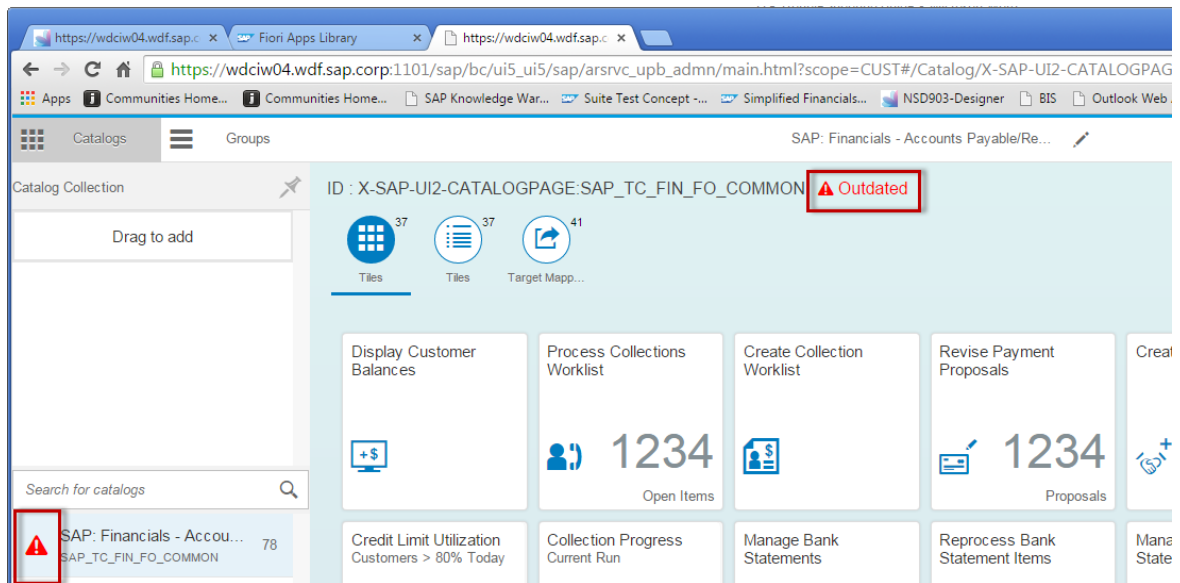 https://wdciw04.wdf.sap.c
Fiori Apps Library
https://wdciw04.wdf.sap.c
https://wdciw04.wdf.sap.corp:1101/sap/bc/ui5_ui5/sap/arsrvc_upb_admn/main.html?scope=CUST#/Catalog/X-SAP-UI2-CATALOGPAG
Apps Communities Home... Communities Home... SAP Knowledge War... Suite Test Concept -... Simplified Financials... NSD903-Designer BIS Outlook Web
Catalogs Groups SAP: Financials - Accounts Payable/Re...
Catalog Collection
ID : X-SAP-UI2-CATALOGPAGE:SAP_TC_FIN_FO_COMMON Outdated
Drag to add
37 37 41
Tiles Tiles Target Mapp...
Display Customer
Balances
Process Collections
Worklist
1234
Open Items
Create Collection
Worklist
Revise Payment
Proposals
1234
Proposals
Creat
Search for catalogs
SAP: Financials - Accou... 78
SAP_TC_FIN_FO_COMMON
Credit Limit Utilization
Customers > 80% Today
Collection Progress
Current Run
Manage Bank
Statements
Reprocess Bank
Statement Items
Mana
State